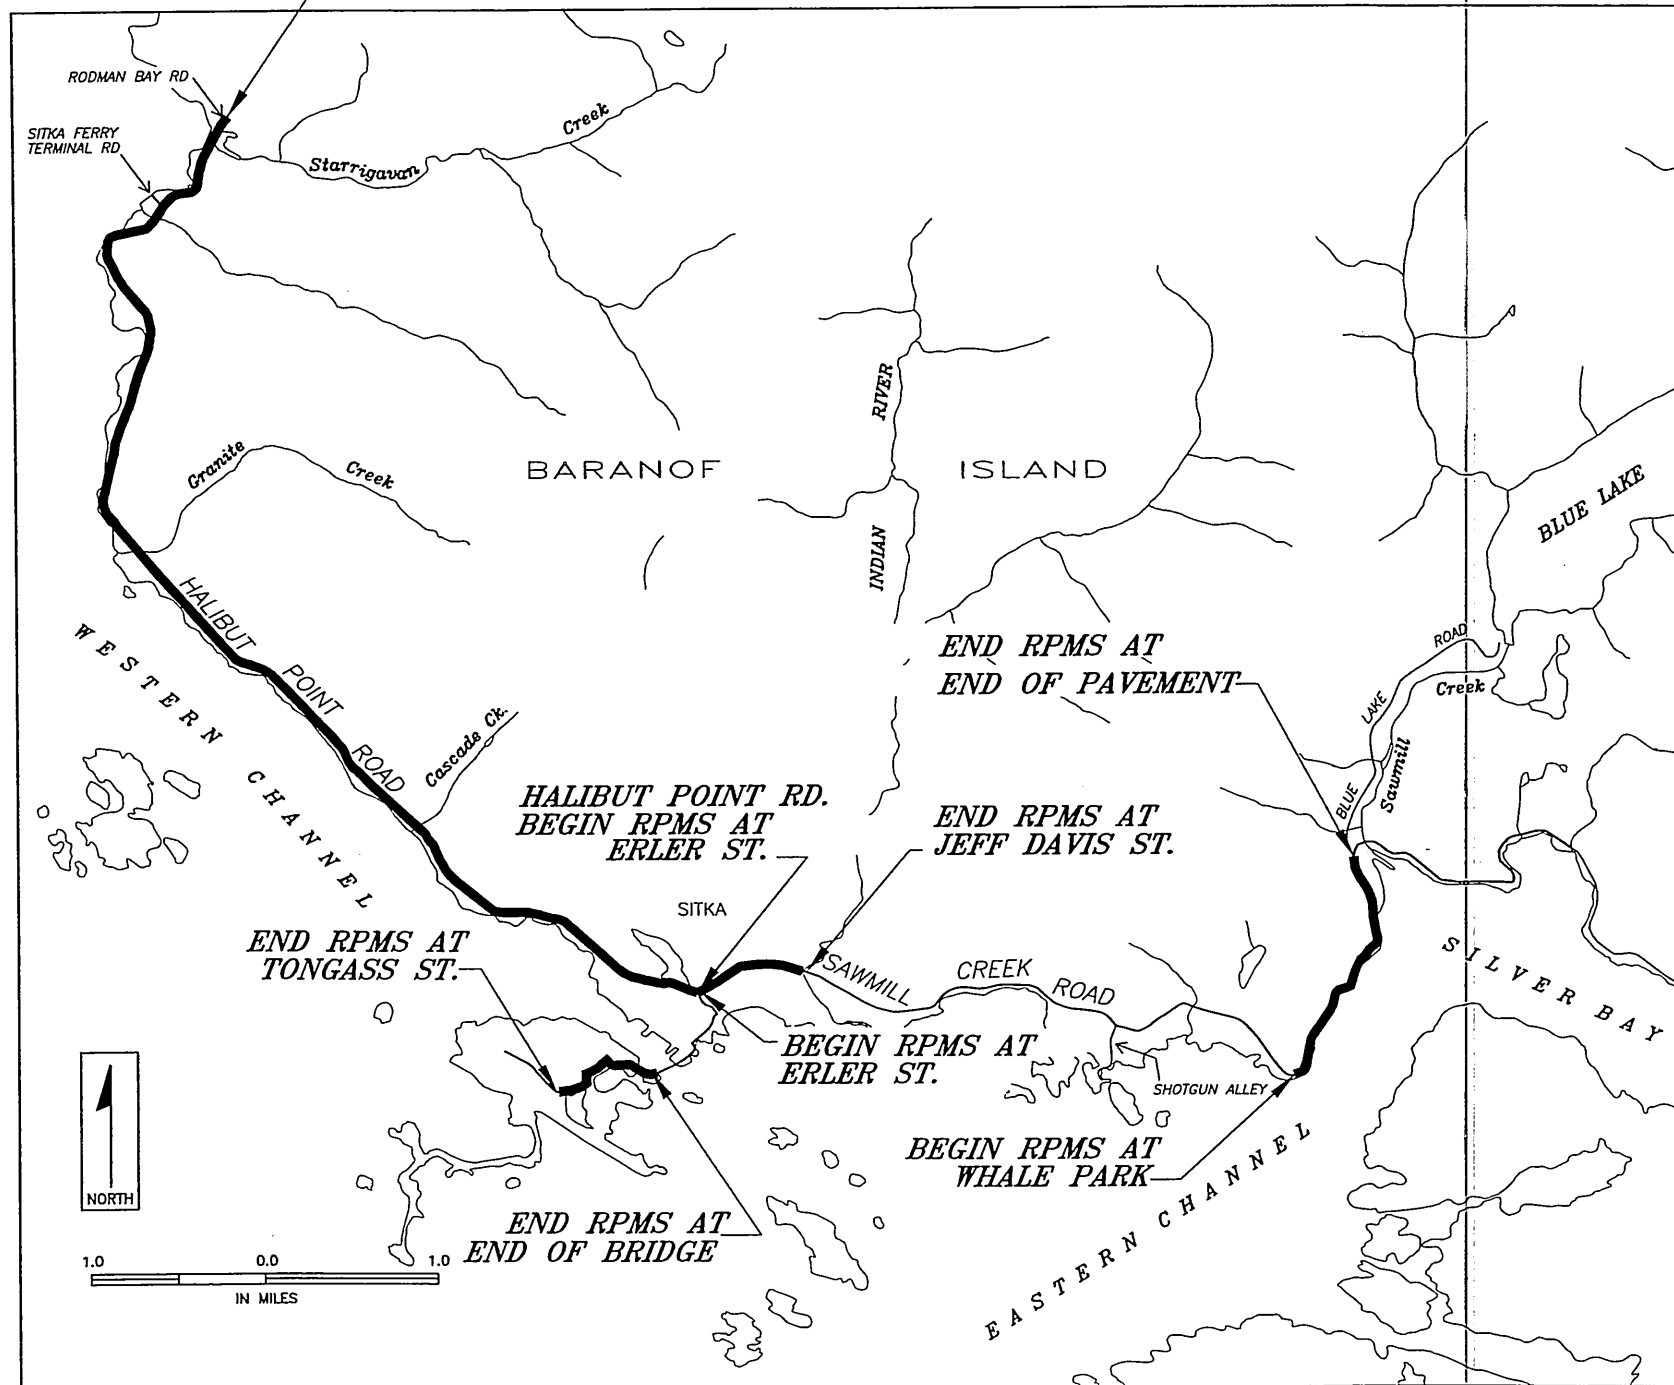 RODMAN BAY RD
SITKA FERRY
TERMINAL RD
Starrigavan
Creek
RIVER
INDIAN
BARANOF ISLAND
Granite
Creek
BLUE LAKE
HALIBUT
POINT
ROAD
WESTERN CHANNEL
Cascade Ck.
END RPMS AT
END OF PAVEMENT
BLUE
LAKE
ROAD
Sawmill
Creek
HALIBUT POINT RD.
BEGIN RPMS AT
ERLER ST.
END RPMS AT
JEFF DAVIS ST.
SITKA
END RPMS AT
TONGASS ST.
SAWMILL
CREEK
ROAD
SILVER BAY
BEGIN RPMS AT
ERLER ST.
SHOTGUN ALLEY
BEGIN RPMS AT
WHALE PARK
EASTERN CHANNEL
END RPMS AT
END OF BRIDGE
NORTH
1.0 0.0 1.0
IN MILES